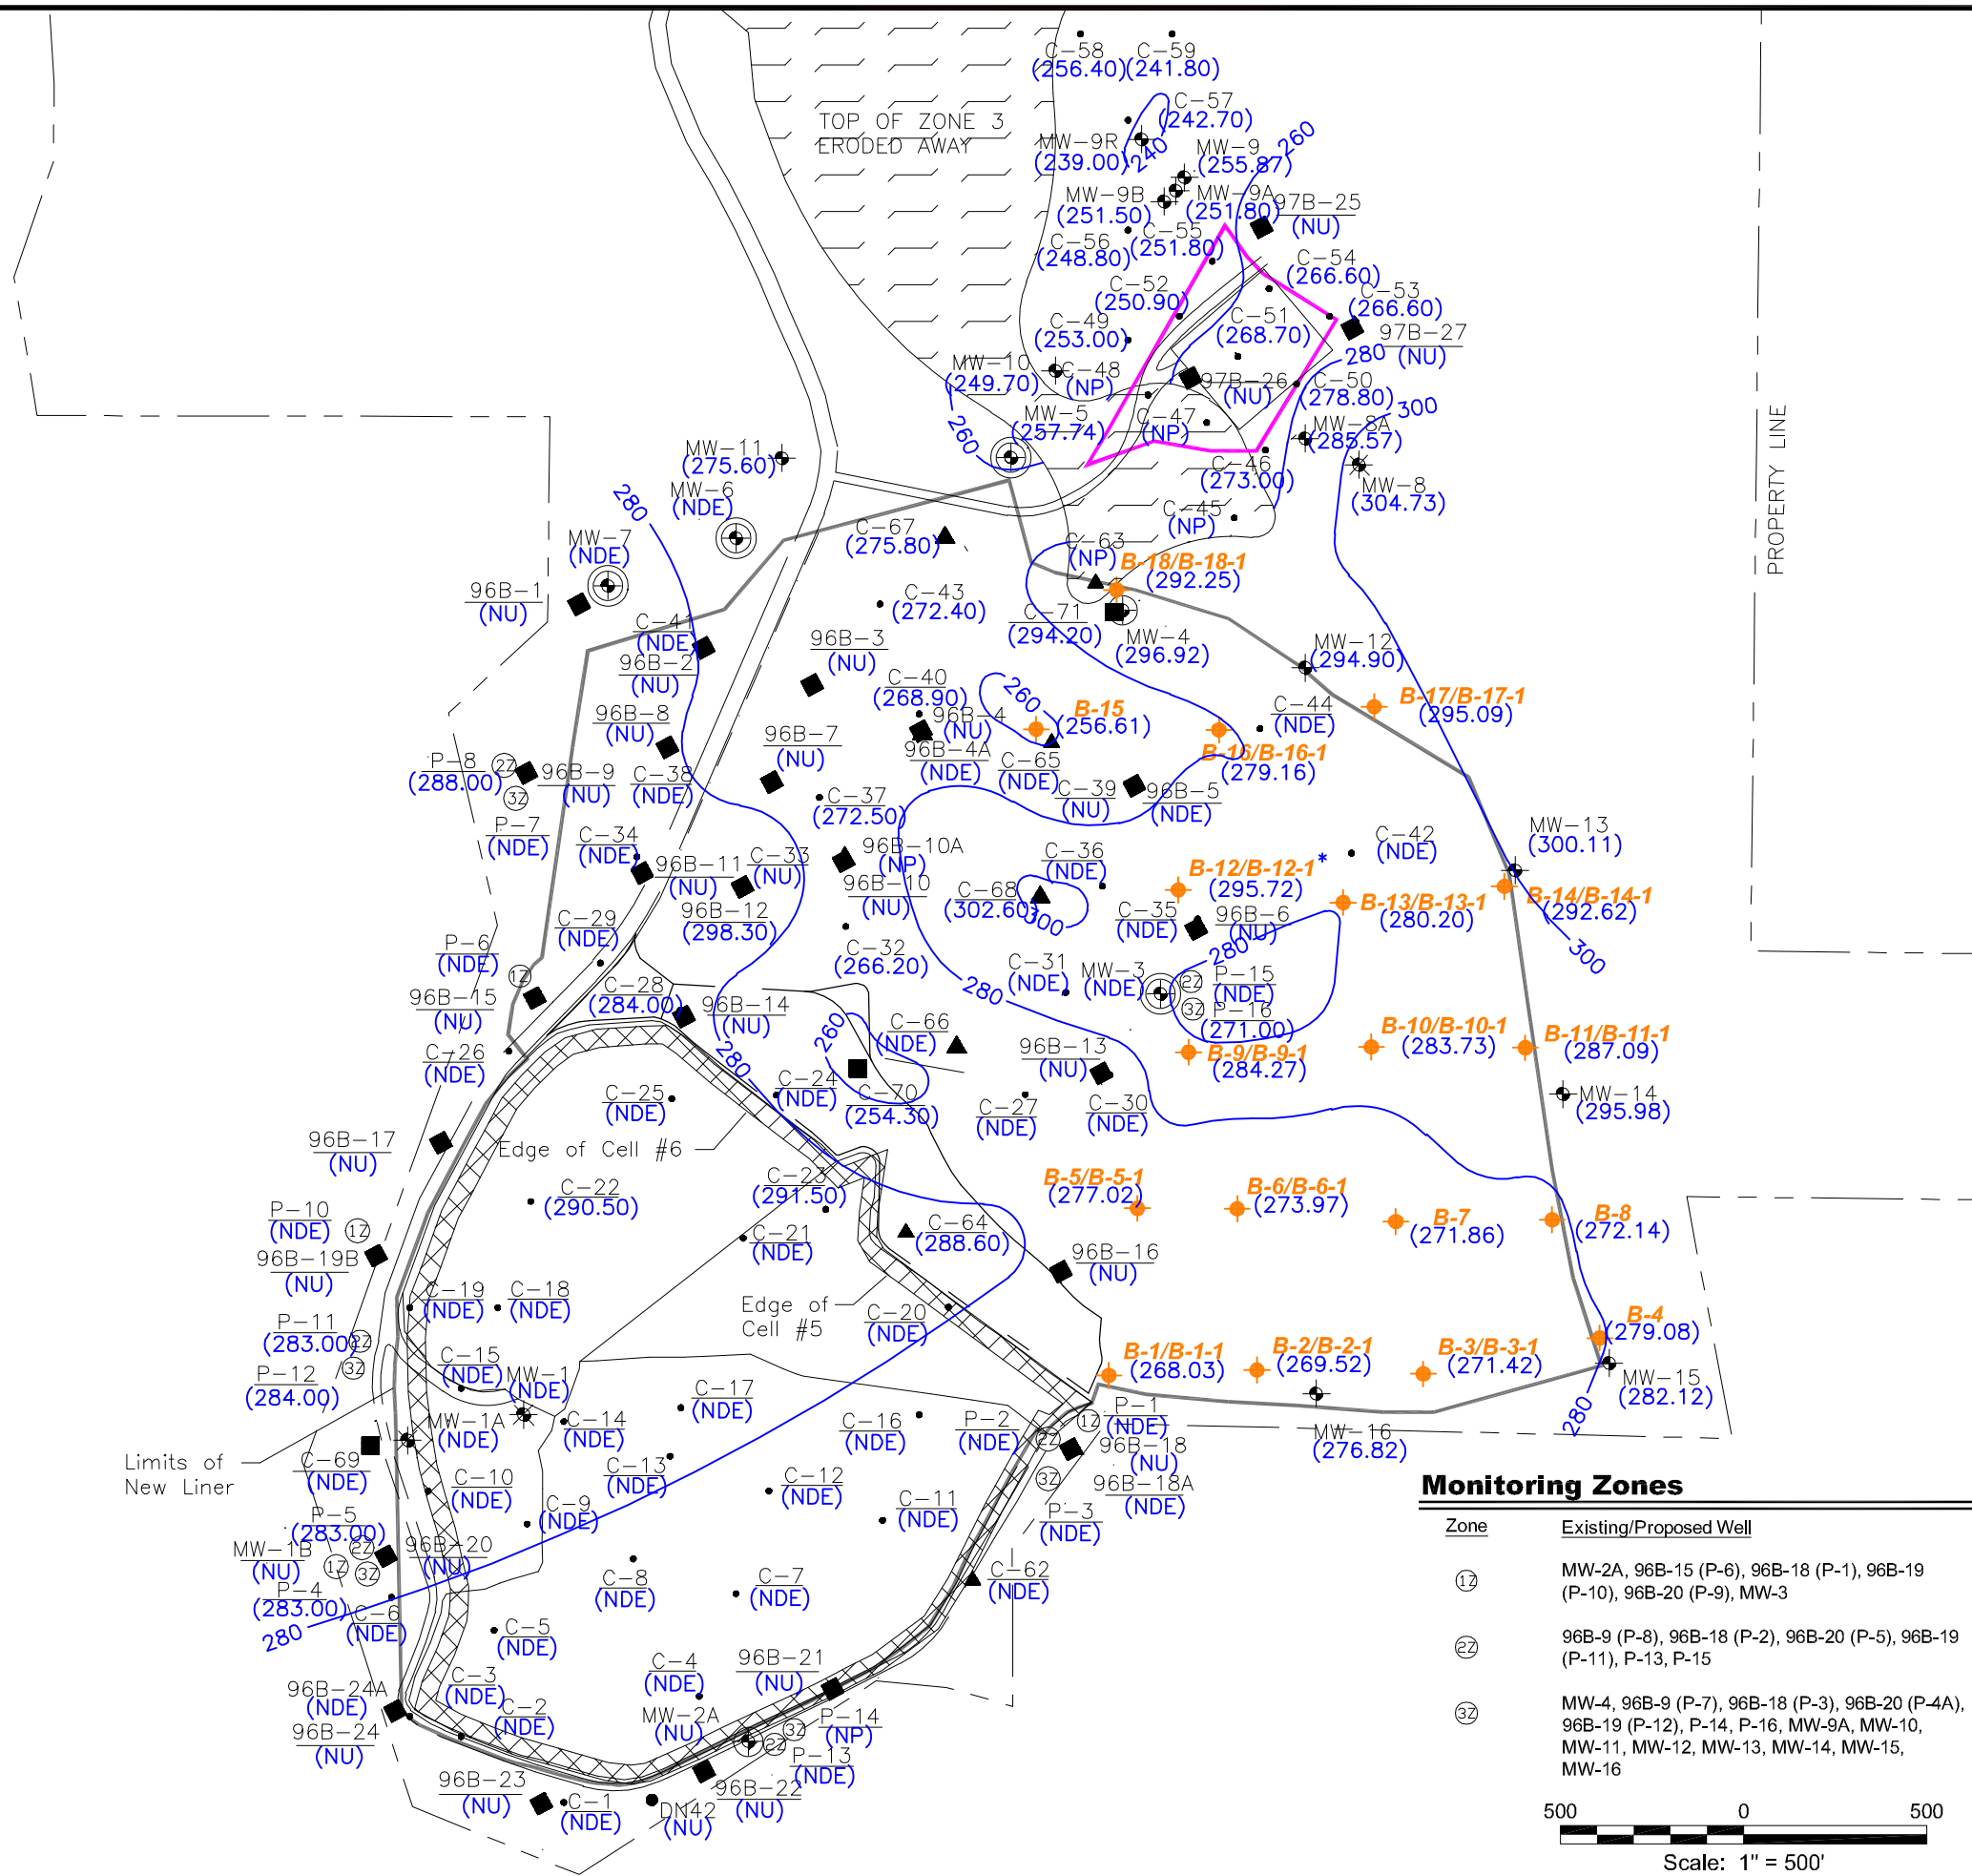 C-58
(256.40)
C-59
(241.80)
TOP OF ZONE 3
ERODED AWAY
C-57
(242.70)
MW-9R
(239.00)
240
MW-9
(255.87)
260
MW-9B
(251.50)
MW-9A
(251.80)
97B-25
(NU)
C-56
(248.80)
C-55
(251.80)
C-54
(266.60)
C-52
(250.90)
C-53
(266.60)
C-49
(253.00)
C-51
(268.70)
97B-27
(NU)
280
MW-10
(249.70)
C-48
(NP)
97B-26
(NU)
C-50
(278.80)
300
MW-5
(257.74)
260
C-47
(NP)
MW-8A
(285.57)
PROPERTY LINE
MW-11
(275.60)
C-46
(273.00)
MW-8
(304.73)
MW-6
(NDE)
280
C-45
(NP)
MW-7
(NDE)
C-67
(275.80)
C-63
(NP)
B-18/B-18-1
(292.25)
96B-1
(NU)
C-43
(272.40)
C-71
(294.20)
MW-4
(296.92)
C-41
(NDE)
96B-2
(NU)
96B-3
(NU)
MW-12
(294.90)
C-40
(268.90)
260
B-15
(256.61)
C-44
(NDE)
B-17/B-17-1
(295.09)
96B-8
(NU)
96B-7
(NU)
96B-4
(NU)
96B-4A
(NDE)
C-65
(NDE)
B-16/B-16-1
(279.16)
P-8
(288.00)
2Z
3Z
96B-9
(NU)
C-38
(NDE)
C-39
(NU)
96B-5
(NDE)
C-37
(272.50)
P-7
(NDE)
C-34
(NDE)
C-33
(NU)
96B-10A
(NP)
C-36
(NDE)
C-42
(NDE)
MW-13
(300.11)
96B-11
(NU)
96B-10
(NU)
C-68
(302.60)
300
B-12/B-12-1*
(295.72)
B-13/B-13-1
(280.20)
B-14/B-14-1
(292.62)
96B-12
(298.30)
C-35
(NDE)
96B-6
(NU)
C-29
(NDE)
C-32
(266.20)
280
300
P-6
(NDE)
1Z
C-31
(NDE)
MW-3
(NDE)
2Z
P-15
(NDE)
3Z
P-16
(271.00)
280
96B-15
(NU)
C-28
(284.00)
96B-14
(NU)
260
C-66
(NDE)
96B-13
(NU)
B-9/B-9-1
(284.27)
B-10/B-10-1
(283.73)
B-11/B-11-1
(287.09)
C-26
(NDE)
280
C-25
(NDE)
C-24
(NDE)
C-70
(254.30)
C-27
(NDE)
C-30
(NDE)
MW-14
(295.98)
96B-17
(NU)
Edge of Cell #6
C-22
(290.50)
C-23
(291.50)
B-5/B-5-1
(277.02)
B-6/B-6-1
(273.97)
B-7
(271.86)
B-8
(272.14)
P-10
(NDE)
1Z
C-21
(NDE)
C-64
(288.60)
96B-19B
(NU)
96B-16
(NU)
C-19
(NDE)
C-18
(NDE)
Edge of
Cell #5
C-20
(NDE)
P-11
(283.00)
2Z
3Z
P-12
(284.00)
B-4
(279.08)
C-15
(NDE)
MW-1
(NDE)
B-1/B-1-1
(268.03)
B-2/B-2-1
(269.52)
B-3/B-3-1
(271.42)
MW-15
(282.12)
C-17
(NDE)
280
MW-1A
(NDE)
C-14
(NDE)
C-16
(NDE)
P-2
(NDE)
P-1
(NDE)
1Z
2Z
3Z
MW-16
(276.82)
Limits of
New Liner
C-69
(NDE)
C-13
(NDE)
96B-18
(NU)
C-10
(NDE)
C-12
(NDE)
96B-18A
(NDE)
C-9
(NDE)
C-11
(NDE)
P-3
(NDE)
P-5
(283.00)
MW-1B
(NU)
1Z
2Z
3Z
96B-20
(NU)
P-4
(283.00)
C-8
(NDE)
C-7
(NDE)
C-62
(NDE)
280
C-6
(NDE)
C-5
(NDE)
C-4
(NDE)
96B-21
(NU)
C-3
(NDE)
96B-24A
(NDE)
C-2
(NDE)
MW-2A
(NU)
P-14
(NP)
3Z
2Z
96B-24
(NU)
P-13
(NDE)
96B-23
(NU)
C-1
(NDE)
DN42
(NU)
96B-22
(NU)
Monitoring Zones
Zone Existing/Proposed Well
1Z MW-2A, 96B-15 (P-6), 96B-18 (P-1), 96B-19
(P-10), 96B-20 (P-9), MW-3
2Z 96B-9 (P-8), 96B-18 (P-2), 96B-20 (P-5), 96B-19
(P-11), P-13, P-15
3Z MW-4, 96B-9 (P-7), 96B-18 (P-3), 96B-20 (P-4A),
96B-19 (P-12), P-14, P-16, MW-9A, MW-10,
MW-11, MW-12, MW-13, MW-14, MW-15,
MW-16
500 0 500
Scale: 1" = 500'